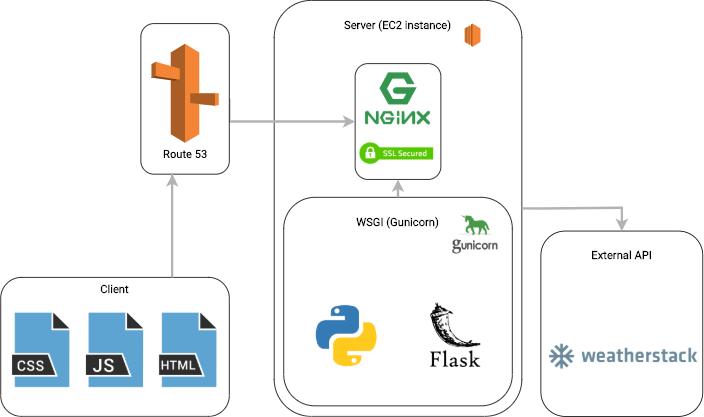 Server (EC2 instance)
NGINX
SSL Secured
Route 53
WSGI (Gunicorn)
gunicorn
External API
Client
CSS
JS
HTML
Flask
weatherstack